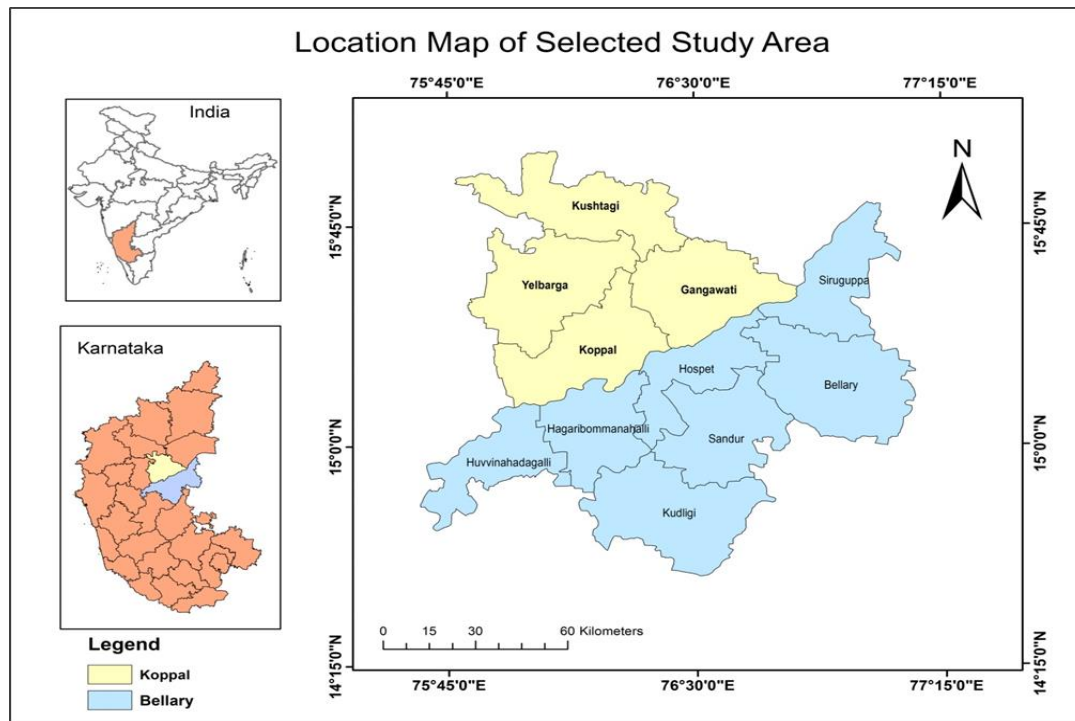 Location Map of Selected Study Area
India
Karnataka
Legend
Koppal
Bellary
75°45'0"E 76°30'0"E 77°15'0"E
15°45'0"N 15°45'0"N
15°0'0"N 15°0'0"N
14°15'0"N 14°15'0"N
N
Kushtagi
Yelbarga
Gangawati
Koppal
Siruguppa
Hospet
Bellary
Hagaribommanahalli
Sandur
Huvvinahadagalli
Kudligi
0 15 30 60 Kilometers
75°45'0"E 76°30'0"E 77°15'0"E